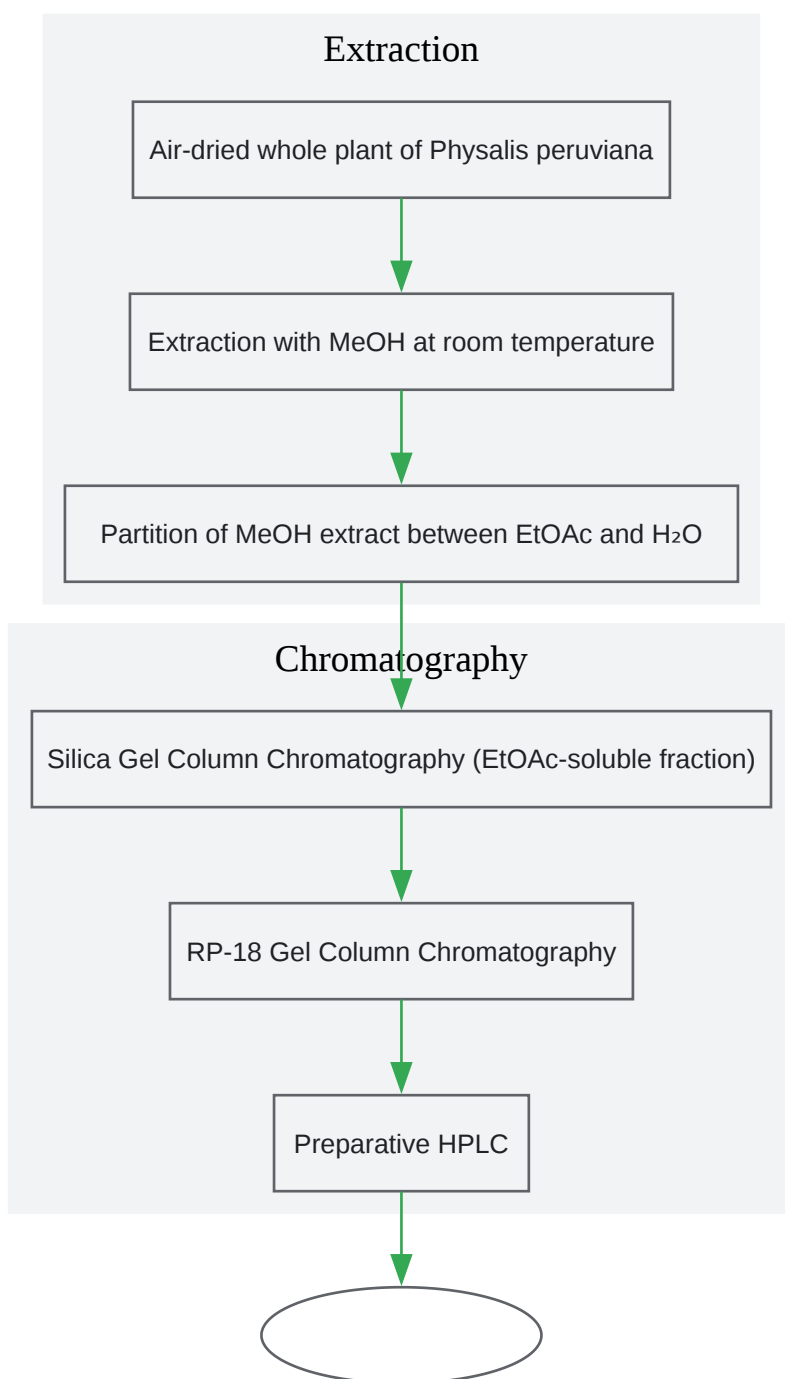 Extraction
Air-dried whole plant of Physalis peruviana
Extraction with MeOH at room temperature
Partition of MeOH extract between EtOAc and H₂O
Chromatography
Silica Gel Column Chromatography (EtOAc-soluble fraction)
RP-18 Gel Column Chromatography
Preparative HPLC